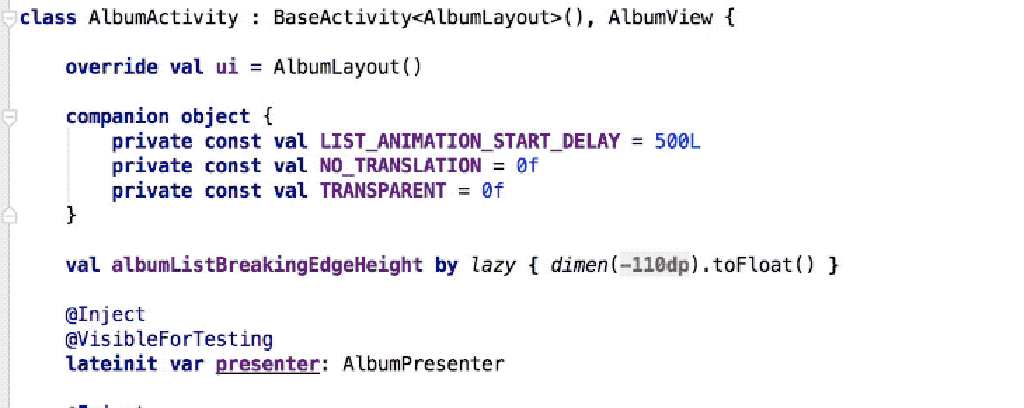 class AlbumActivity : BaseActivity<AlbumLayout>(), AlbumView {
override val ui = AlbumLayout()
companion object {
private const val LIST_ANIMATION_START_DELAY = 500L
private const val NO_TRANSLATION = 0f
private const val TRANSPARENT = 0f
}
val albumListBreakingEdgeHeight by lazy { dimen(-110dp).toFloat() }
@Inject
@VisibleForTesting
lateinit var presenter: AlbumPresenter